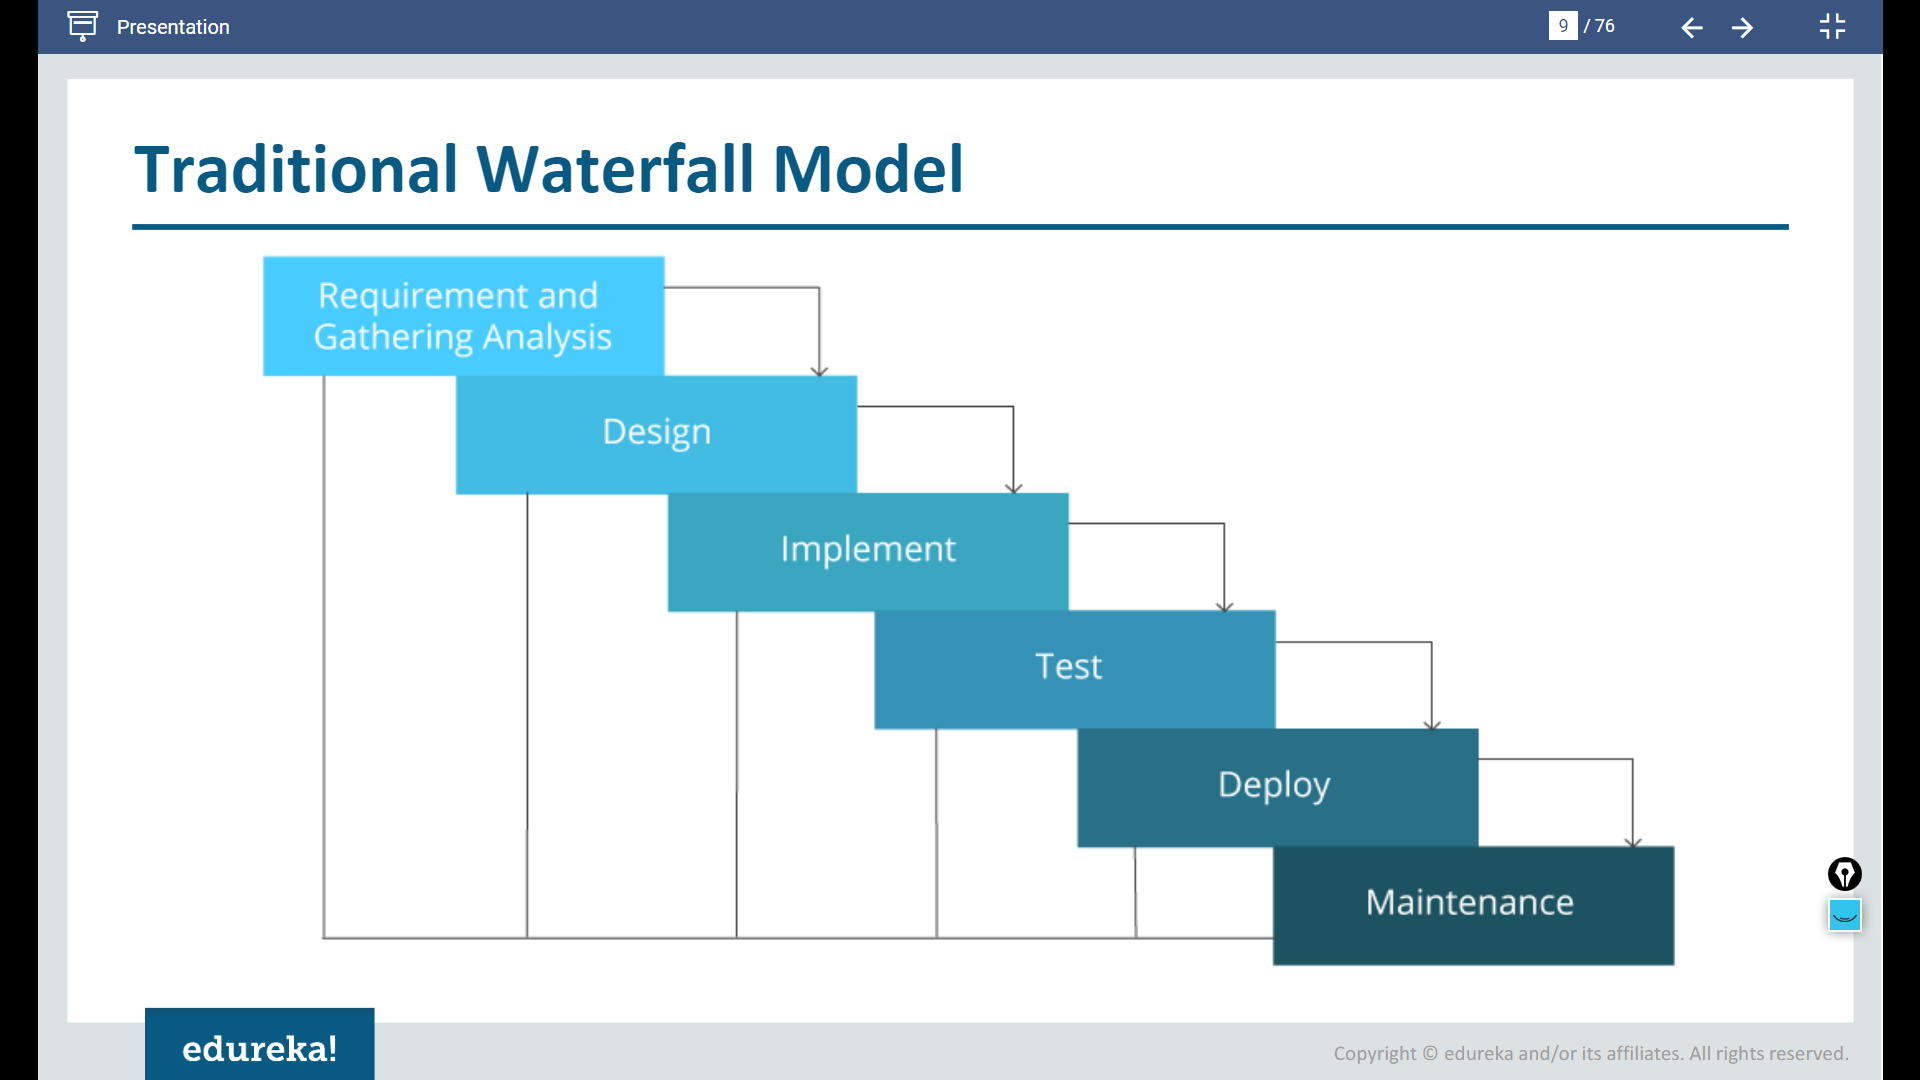 Presentation
9 / 76
Traditional Waterfall Model
Requirement and
Gathering Analysis
Design
Implement
Test
Deploy
Maintenance
edureka!
Copyright © edureka and/or its affiliates. All rights reserved.